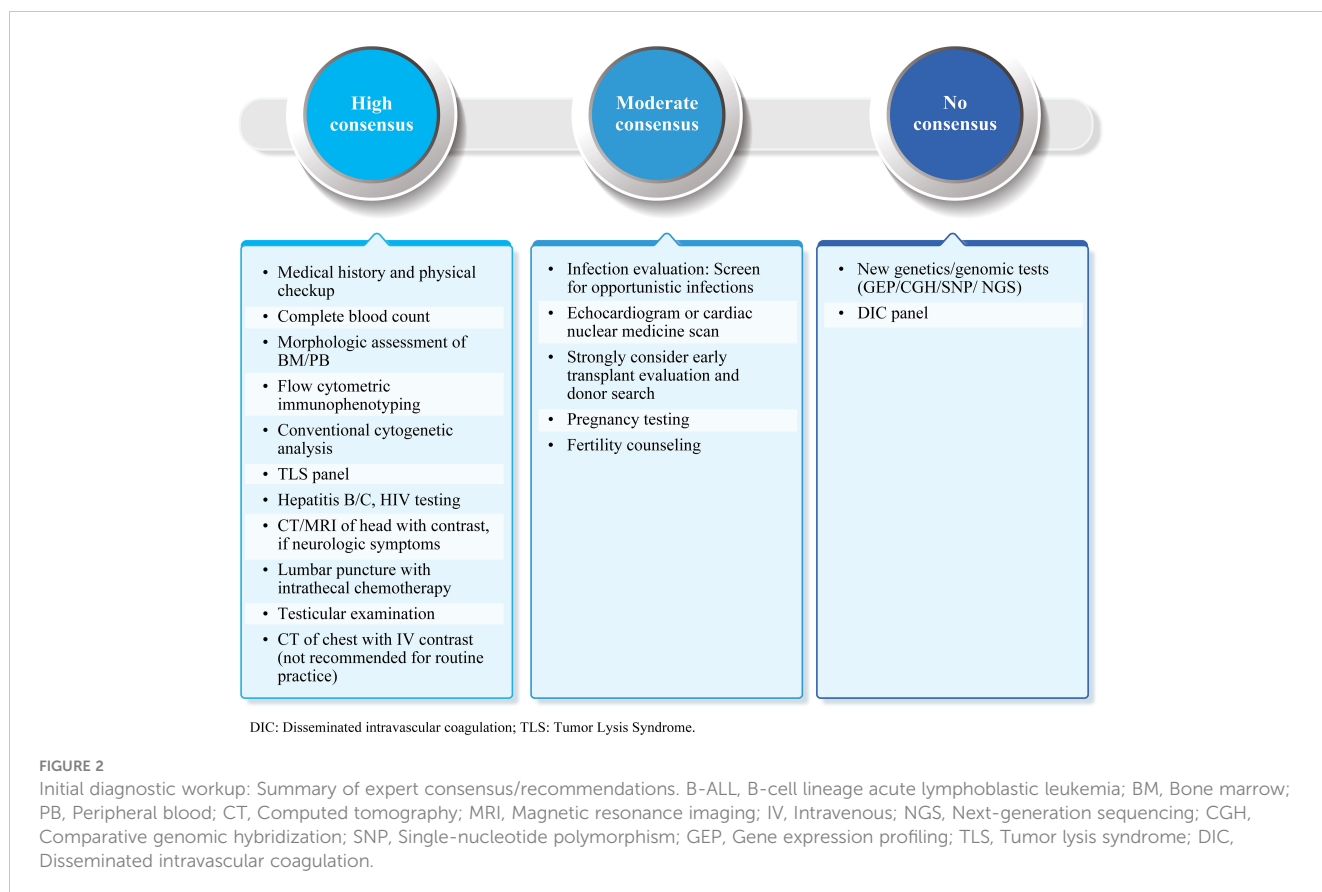 High
consensus
Moderate
consensus
No
consensus
• Medical history and physical
checkup
• Complete blood count
• Morphologic assessment of
BM/PB
• Flow cytometric
immunophenotyping
• Conventional cytogenetic
analysis
• TLS panel
• Hepatitis B/C, HIV testing
• CT/MRI of head with contrast,
if neurologic symptoms
• Lumbar puncture with
intrathecal chemotherapy
• Testicular examination
• CT of chest with IV contrast
(not recommended for routine
practice)
• Infection evaluation: Screen
for opportunistic infections
• Echocardiogram or cardiac
nuclear medicine scan
• Strongly consider early
transplant evaluation and
donor search
• Pregnancy testing
• Fertility counseling
• New genetics/genomic tests
(GEP/CGH/SNP/ NGS)
• DIC panel
DIC: Disseminated intravascular coagulation; TLS: Tumor Lysis Syndrome.
FIGURE 2
Initial diagnostic workup: Summary of expert consensus/recommendations. B-ALL, B-cell lineage acute lymphoblastic leukemia; BM, Bone marrow;
PB, Peripheral blood; CT, Computed tomography; MRI, Magnetic resonance imaging; IV, Intravenous; NGS, Next-generation sequencing; CGH,
Comparative genomic hybridization; SNP, Single-nucleotide polymorphism; GEP, Gene expression profiling; TLS, Tumor lysis syndrome; DIC,
Disseminated intravascular coagulation.